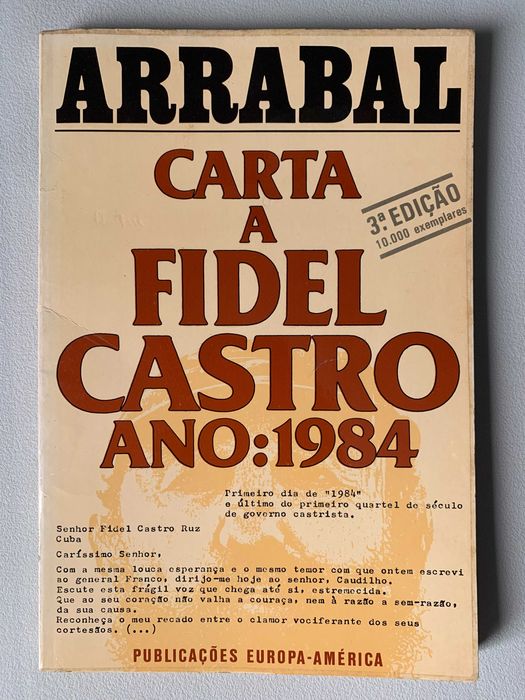 ARRABAL
CARTA
A
FIDEL
CASTRO
ANO:1984
3.ª EDIÇÃO
10.000 exemplares
Primeiro dia de "1984"
e último do primeiro quartel de século
de governo castrista.
Senhor Fidel Castro Ruz
Cuba
Caríssimo Senhor,
Com a mesma louca esperança e o mesmo temor com que ontem escrevi
ao general Franco, dirijo-me hoje ao senhor, Caudilho.
Escute esta frágil voz que chega até si, estremecida.
Que ao seu coração não valha a couraça, nem à razão a sem-razão,
da sua causa.
Reconheça o meu recado entre o clamor vociferante dos seus
cortesãos. (...)
PUBLICAÇÕES EUROPA-AMÉRICA